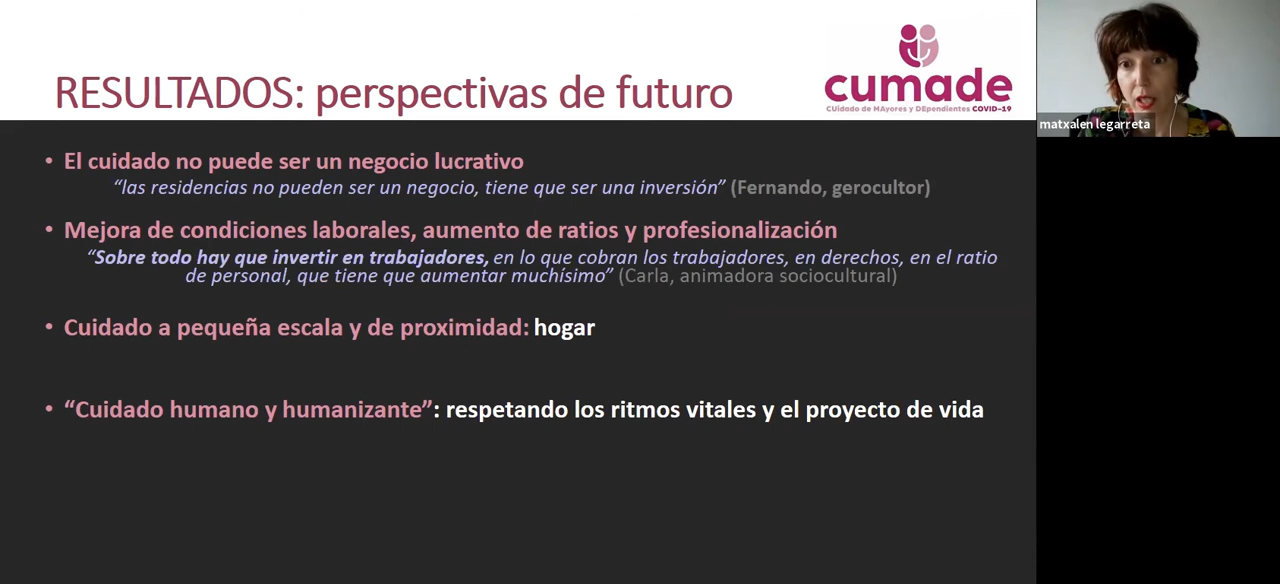 RESULTADOS: perspectivas de futuro
cumade
CUidado de MAyores y DEpendientes COVID-19
matxalen legarreta
• El cuidado no puede ser un negocio lucrativo
“las residencias no pueden ser un negocio, tiene que ser una inversión” (Fernando, gerocultor)
• Mejora de condiciones laborales, aumento de ratios y profesionalización
“Sobre todo hay que invertir en trabajadores, en lo que cobran los trabajadores, en derechos, en el ratio
de personal, que tiene que aumentar muchísimo” (Carla, animadora sociocultural)
• Cuidado a pequeña escala y de proximidad: hogar
• “Cuidado humano y humanizante”: respetando los ritmos vitales y el proyecto de vida